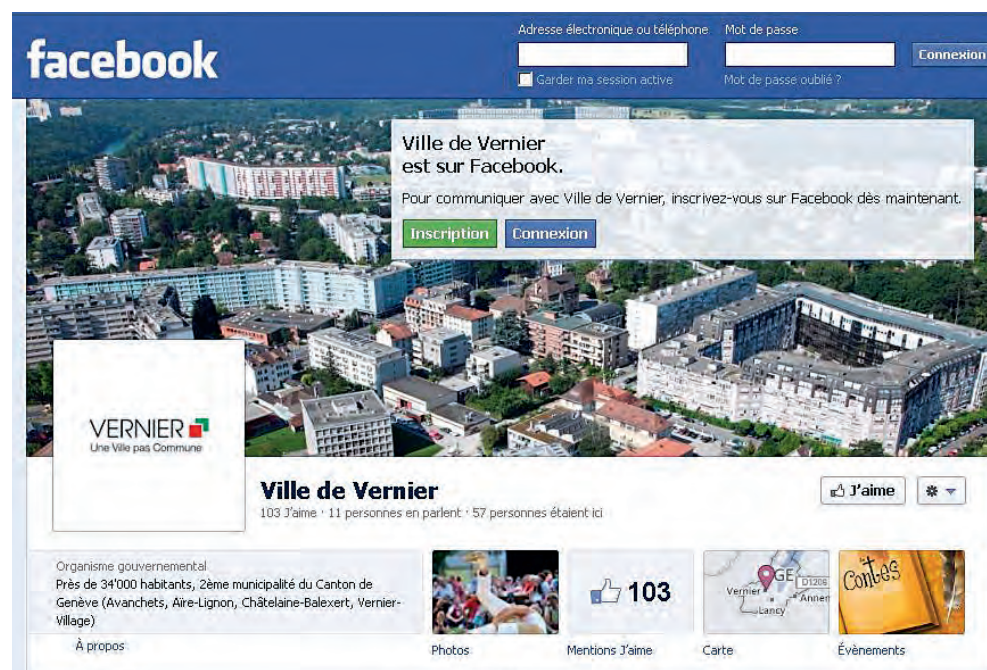 facebook
Adresse électronique ou téléphone
Mot de passe
Connexion
Garder ma session active
Mot de passe oublié ?
Ville de Vernier
est sur Facebook.
Pour communiquer avec Ville de Vernier, inscrivez-vous sur Facebook dès maintenant.
Inscription
Connexion
VERNIER
Une Ville pas Commune
Ville de Vernier
103 J'aime · 11 personnes en parlent · 57 personnes étaient ici
J'aime
Organisme gouvernemental
Près de 34'000 habitants, 2ème municipalité du Canton de
Genève (Avanchets, Aïre-Lignon, Châtelaine-Balexert, Vernier-
Village)
À propos
Photos
103
Mentions J'aime
GE
D1206
Vernier
Annem
Lancy
Carte
Contes
Évènements